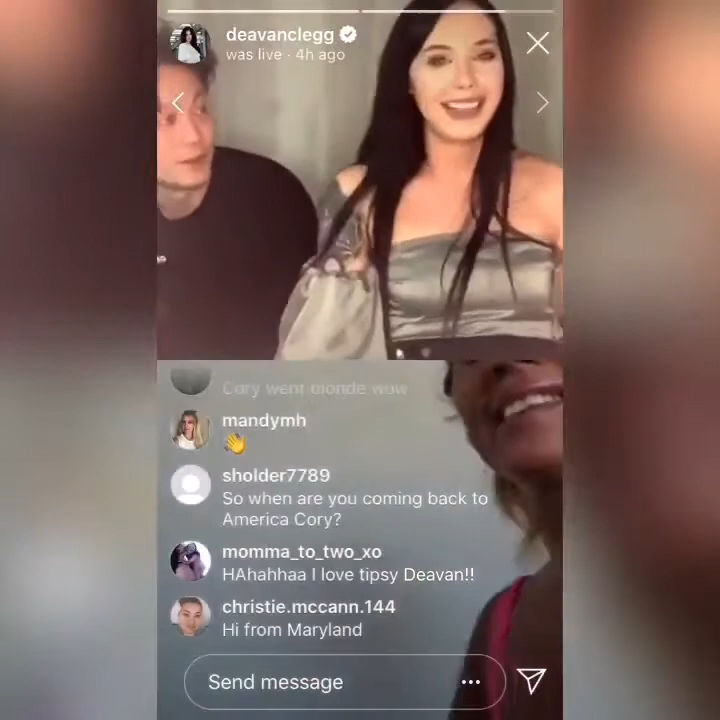 deavanclegg
was live · 4h ago
Cory went blonde wow
mandymh
👏
sholder7789
So when are you coming back to
America Cory?
momma_to_two_xo
HAhahhaa I love tipsy Deavan!!
christie.mccann.144
Hi from Maryland
Send message